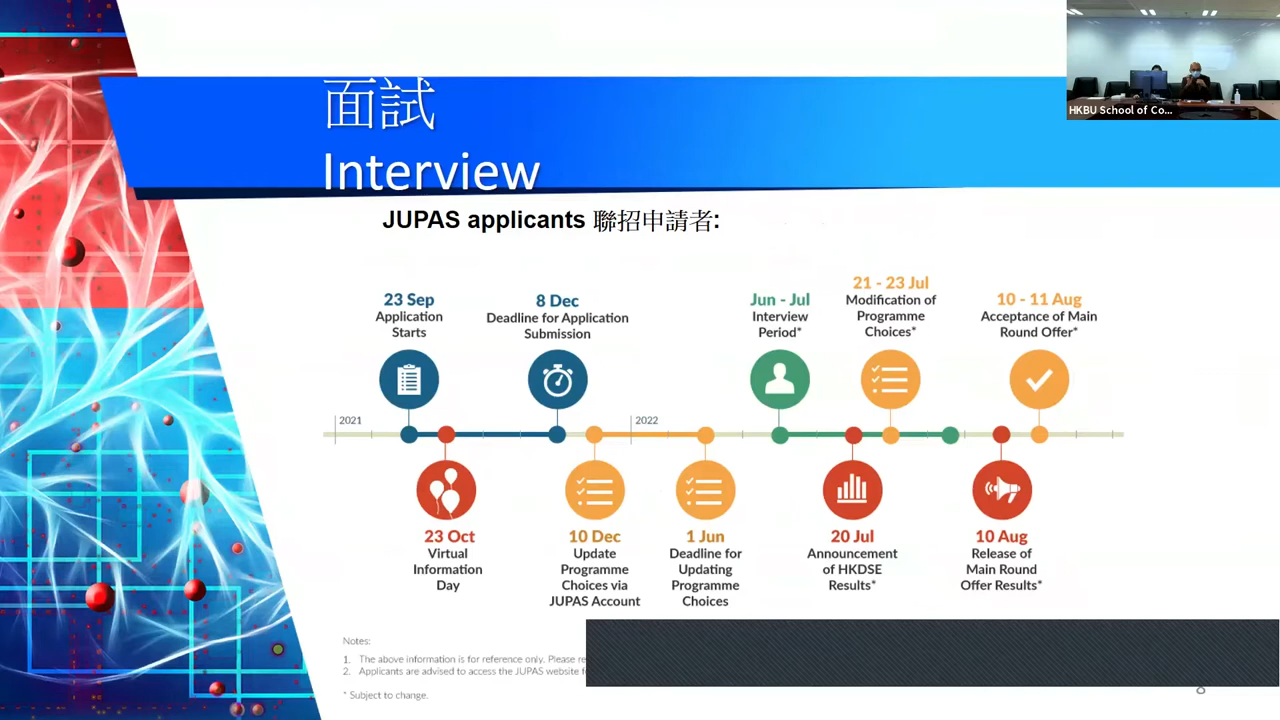 HKBU School of Co...
面試
Interview
JUPAS applicants 聯招申請者:
23 Sep
Application
Starts
8 Dec
Deadline for Application
Submission
Jun - Jul
Interview
Period*
21 - 23 Jul
Modification of
Programme
Choices*
10 - 11 Aug
Acceptance of Main
Round Offer*
2021
2022
23 Oct
Virtual
Information
Day
10 Dec
Update
Programme
Choices via
JUPAS Account
1 Jun
Deadline for
Updating
Programme
Choices
20 Jul
Announcement
of HKDSE
Results*
10 Aug
Release of
Main Round
Offer Results*
Notes:
1. The above information is for reference only. Please
2. Applicants are advised to access the JUPAS website
* Subject to change.